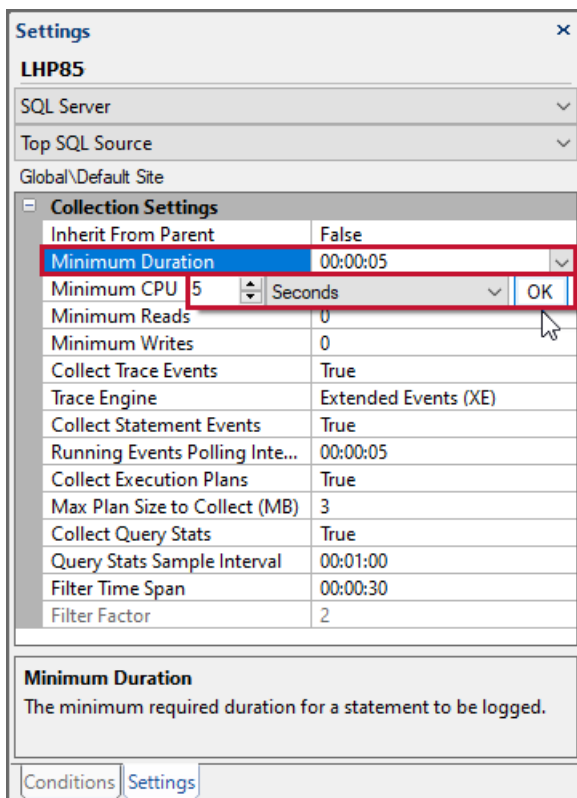 Settings
LHP85
SQL Server
Top SQL Source
Global\Default Site
Collection Settings
Inherit From Parent False
Minimum Duration 00:00:05
Minimum CPU 5 Seconds OK
Minimum Reads 0
Minimum Writes 0
Collect Trace Events True
Trace Engine Extended Events (XE)
Collect Statement Events True
Running Events Polling Inte... 00:00:05
Collect Execution Plans True
Max Plan Size to Collect (MB) 3
Collect Query Stats True
Query Stats Sample Interval 00:01:00
Filter Time Span 00:00:30
Filter Factor 2
Minimum Duration
The minimum required duration for a statement to be logged.
Conditions Settings